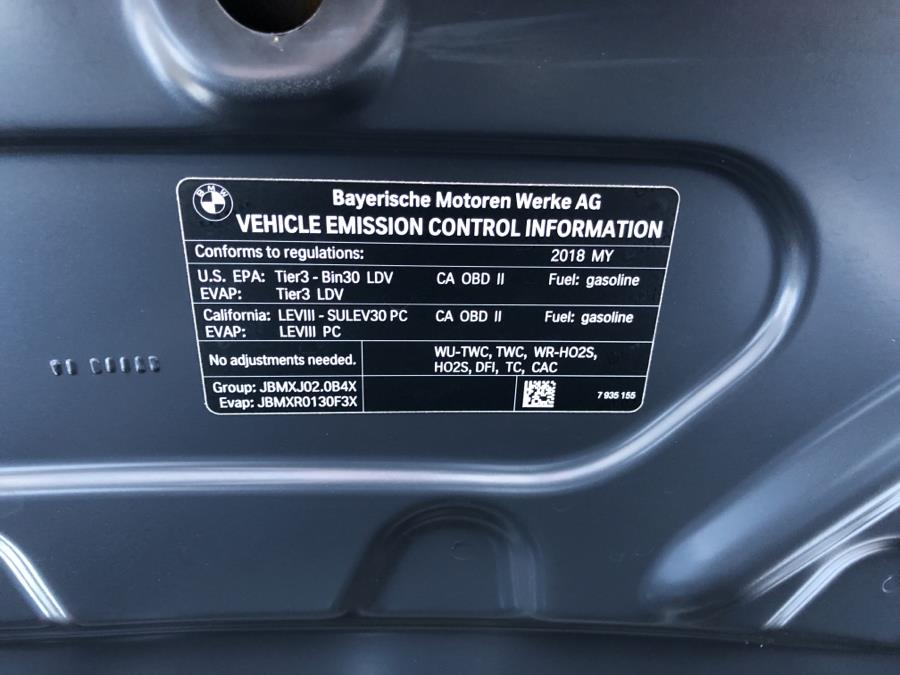 BMW
Bayerische Motoren Werke AG
VEHICLE EMISSION CONTROL INFORMATION
Conforms to regulations: 2018 MY
U.S. EPA: Tier3 - Bin30 LDV CA OBD II Fuel: gasoline
EVAP: Tier3 LDV
California: LEVIII - SULEV30 PC CA OBD II Fuel: gasoline
EVAP: LEVIII PC
No adjustments needed.
WU-TWC, TWC, WR-HO2S,
HO2S, DFI, TC, CAC
Group: JBMXJ02.0B4X
Evap: JBMXR0130F3X
7 935 155